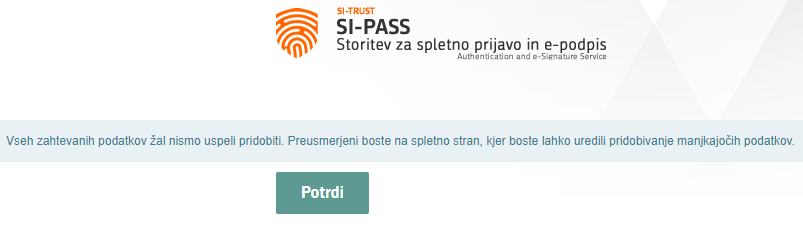 SI-TRUST
SI-PASS
Storitev za spletno prijavo in e-podpis
Authentication and e-Signature Service
Vseh zahtevanih podatkov žal nismo uspeli pridobiti. Preusmerjeni boste na spletno stran, kjer boste lahko uredili pridobivanje manjkajočih podatkov.
Potrdi